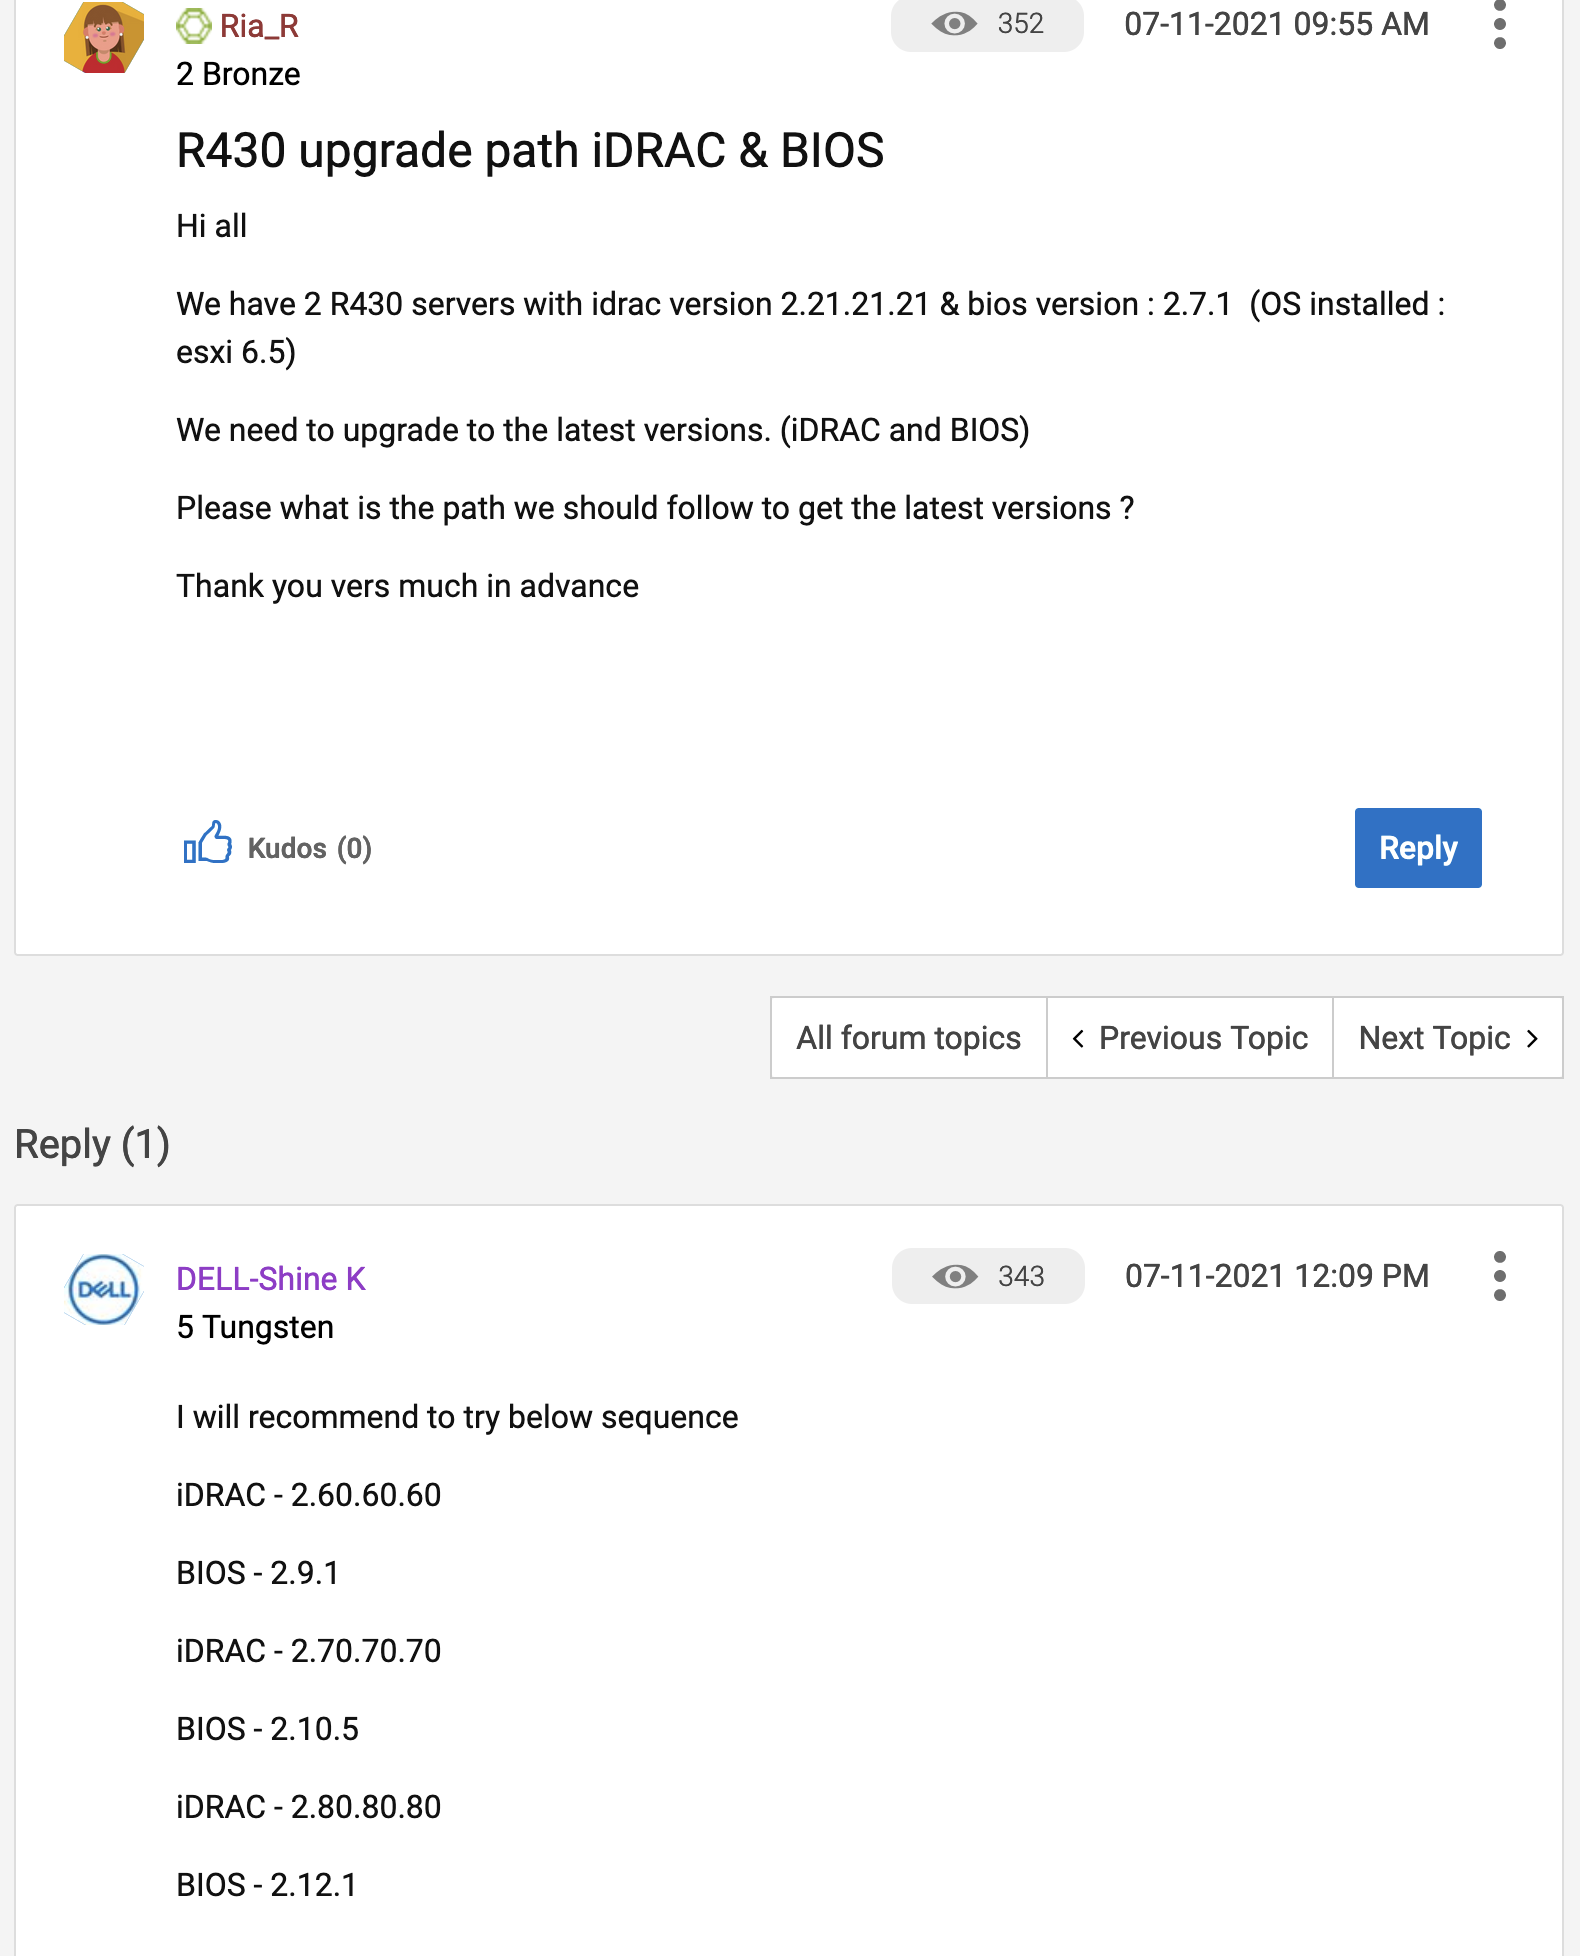 Ria_R
352
07-11-2021 09:55 AM
2 Bronze
R430 upgrade path iDRAC & BIOS
Hi all
We have 2 R430 servers with idrac version 2.21.21.21 & bios version : 2.7.1  (OS installed :
esxi 6.5)
We need to upgrade to the latest versions. (iDRAC and BIOS)
Please what is the path we should follow to get the latest versions ?
Thank you vers much in advance
Kudos (0)
Reply
All forum topics
Previous Topic
Next Topic
Reply (1)
DELL
DELL-Shine K
343
07-11-2021 12:09 PM
5 Tungsten
I will recommend to try below sequence
iDRAC - 2.60.60.60
BIOS - 2.9.1
iDRAC - 2.70.70.70
BIOS - 2.10.5
iDRAC - 2.80.80.80
BIOS - 2.12.1